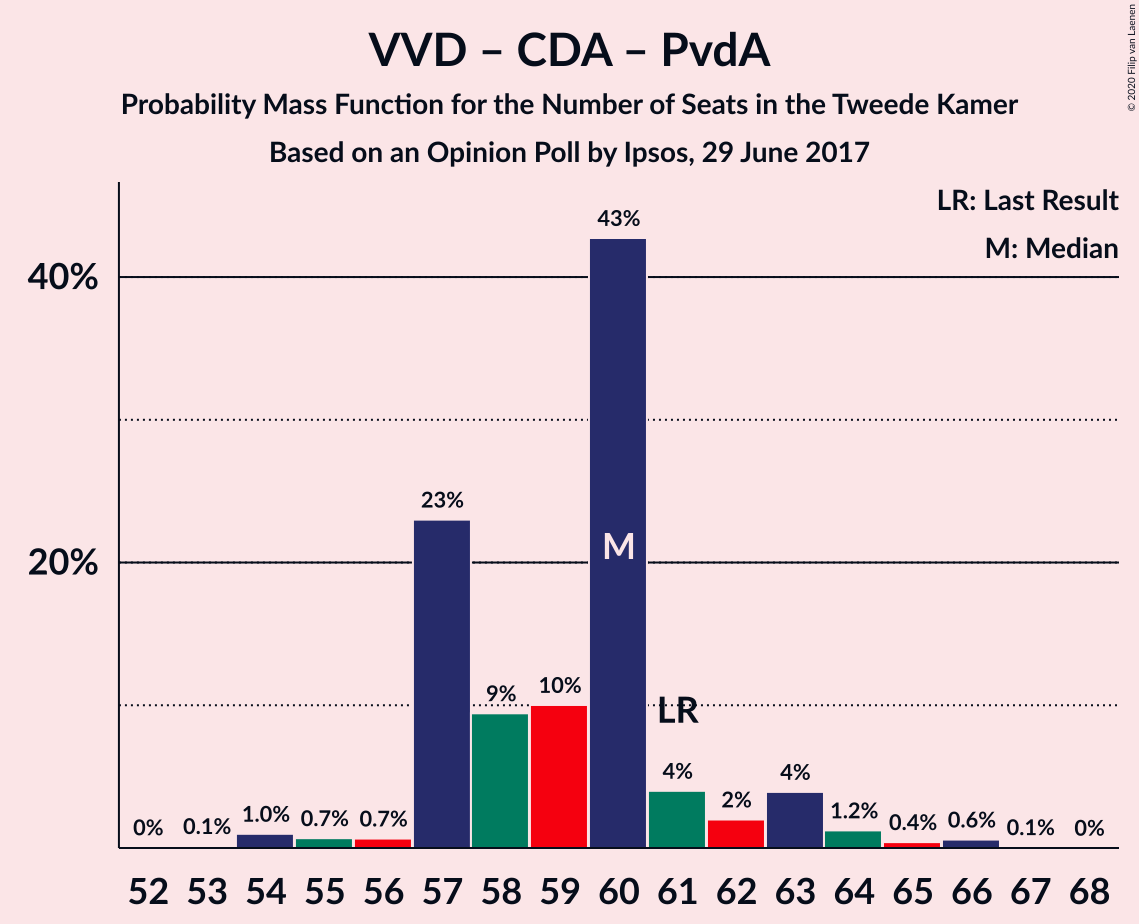 VVD – CDA – PvdA
Probability Mass Function for the Number of Seats in the Tweede Kamer
Based on an Opinion Poll by Ipsos, 29 June 2017
© 2020 Filip van Laenen
LR: Last Result
M: Median
40%
20%
0%
0.1%
1.0%
0.7%
0.7%
23%
9%
10%
43%
M
LR
4%
2%
4%
1.2%
0.4%
0.6%
0.1%
0%
52 53 54 55 56 57 58 59 60 61 62 63 64 65 66 67 68